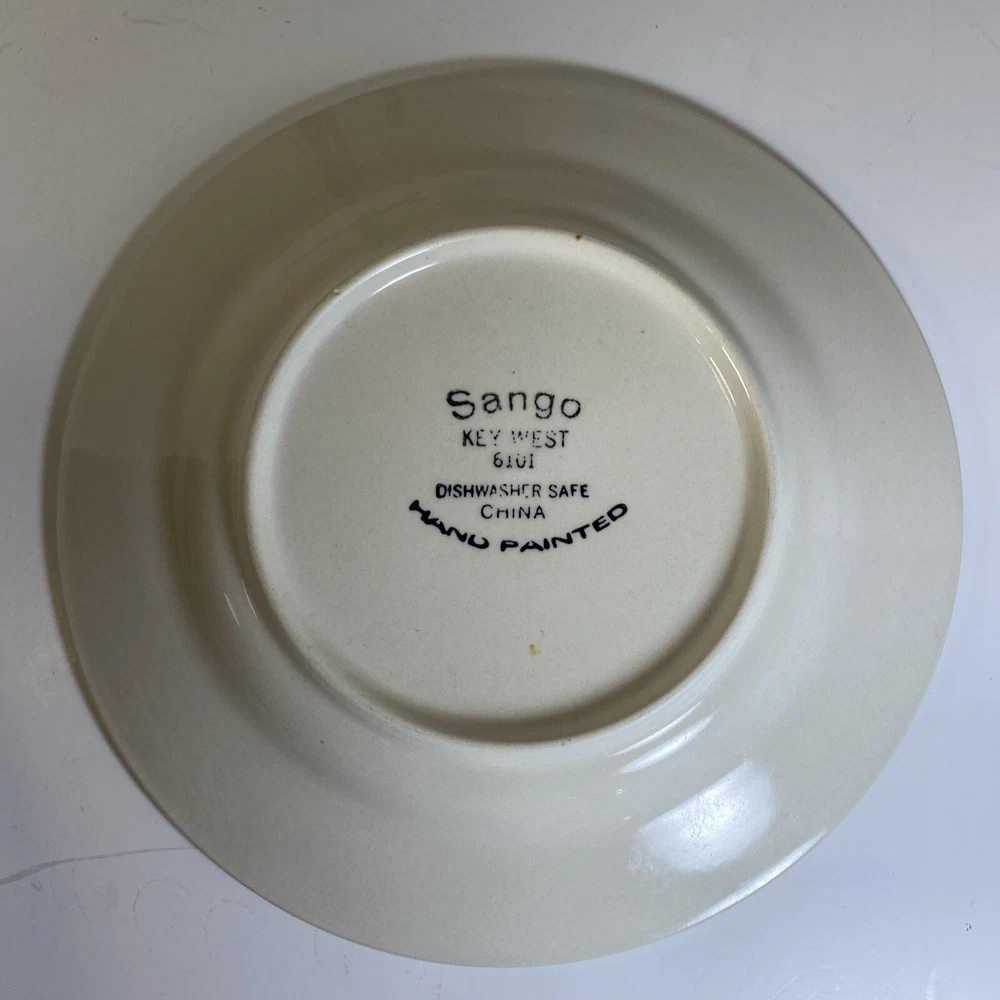 Sango
KEY WEST
6101
DISHWASHER SAFE
CHINA
HAND PAINTED